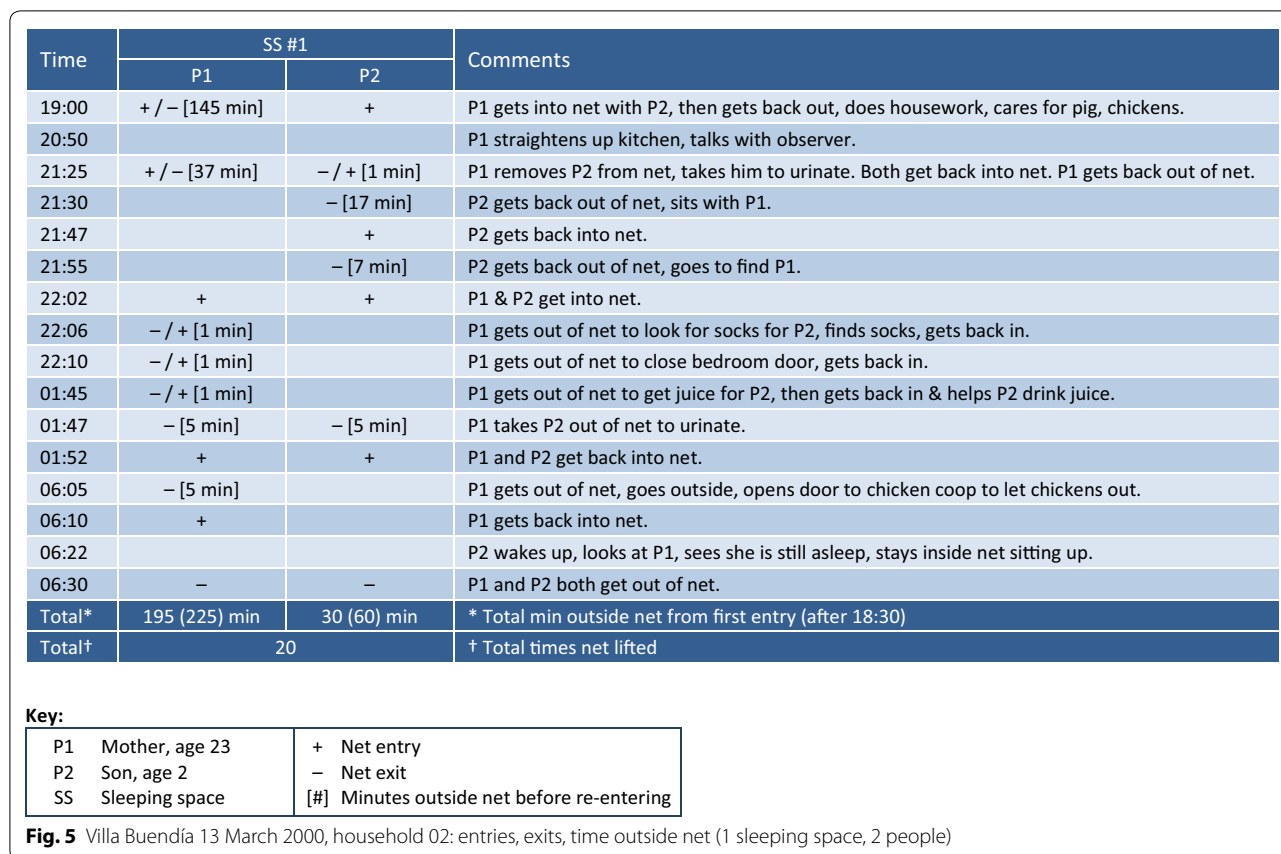 Time SS #1 Comments
P1 P2
19:00 + / – [145 min] + P1 gets into net with P2, then gets back out, does housework, cares for pig, chickens.
20:50 P1 straightens up kitchen, talks with observer.
21:25 + / – [37 min] – / + [1 min] P1 removes P2 from net, takes him to urinate. Both get back into net. P1 gets back out of net.
21:30 – [17 min] P2 gets back out of net, sits with P1.
21:47 + P2 gets back into net.
21:55 – [7 min] P2 gets back out of net, goes to find P1.
22:02 + + P1 & P2 get into net.
22:06 – / + [1 min] P1 gets out of net to look for socks for P2, finds socks, gets back in.
22:10 – / + [1 min] P1 gets out of net to close bedroom door, gets back in.
01:45 – / + [1 min] P1 gets out of net to get juice for P2, then gets back in & helps P2 drink juice.
01:47 – [5 min] – [5 min] P1 takes P2 out of net to urinate.
01:52 + + P1 and P2 get back into net.
06:05 – [5 min] P1 gets out of net, goes outside, opens door to chicken coop to let chickens out.
06:10 + P1 gets back into net.
06:22 P2 wakes up, looks at P1, sees she is still asleep, stays inside net sitting up.
06:30 – – P1 and P2 both get out of net.
Total* 195 (225) min 30 (60) min * Total min outside net from first entry (after 18:30)
Total† 20 † Total times net lifted
Key:
P1 Mother, age 23 + Net entry
P2 Son, age 2 – Net exit
SS Sleeping space [#] Minutes outside net before re-entering
Fig. 5 Villa Buendía 13 March 2000, household 02: entries, exits, time outside net (1 sleeping space, 2 people)